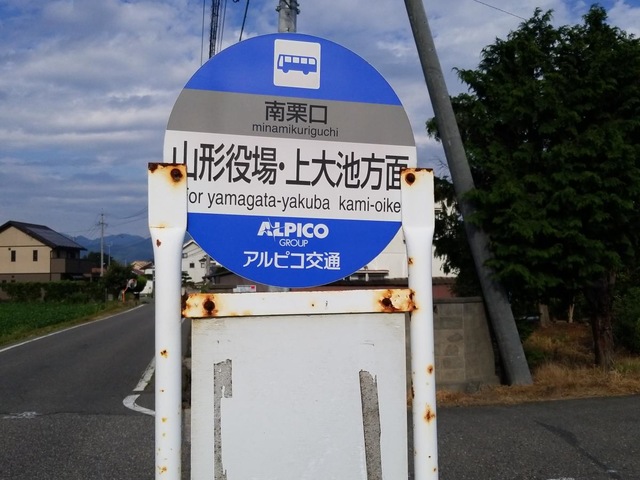 南栗口
minamikuriguchi
山形役場・上大池方面
for yamagata-yakuba kami-oike
ALPICO
GROUP
アルピコ交通